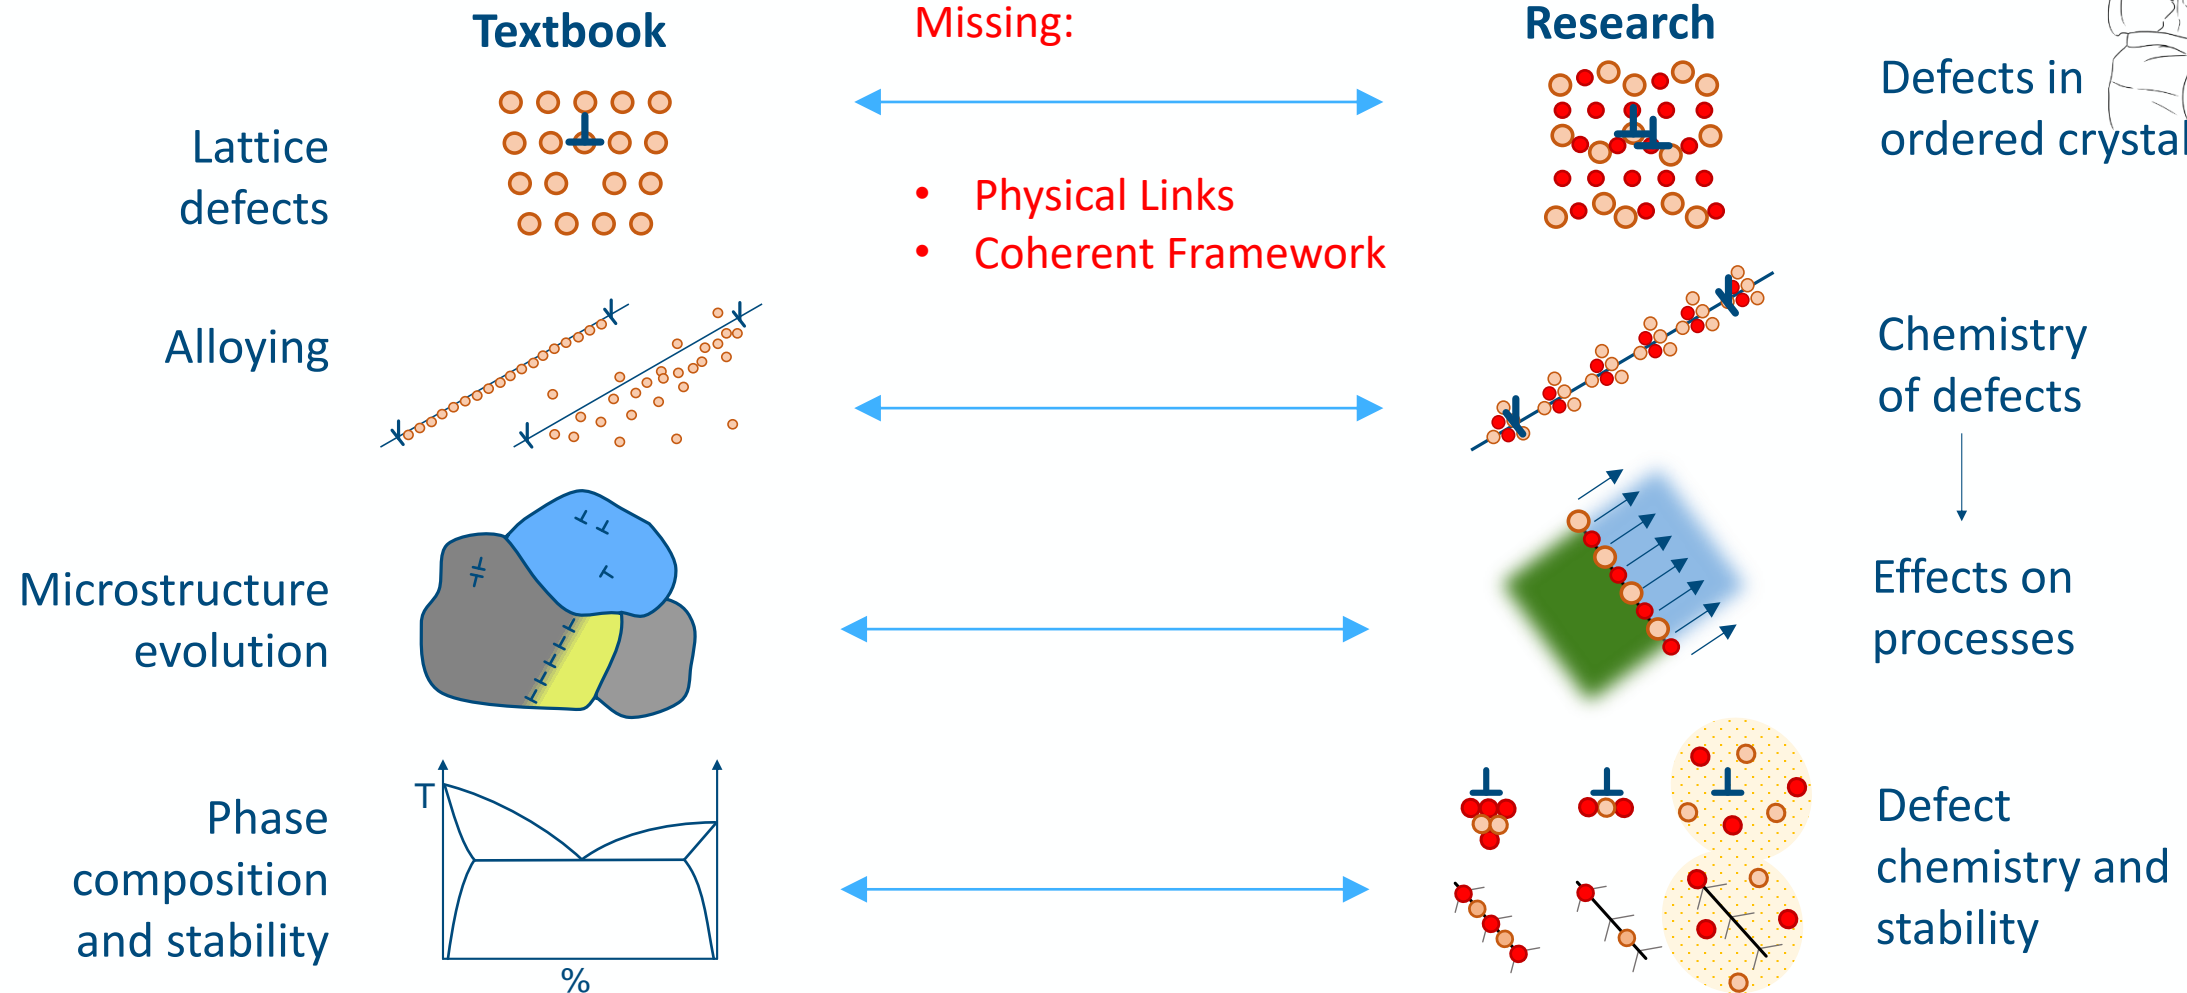 Textbook
Missing:
Research
Lattice
defects
• Physical Links
• Coherent Framework
Defects in
ordered crystal
Alloying
Chemistry
of defects
Microstructure
evolution
Effects on
processes
Phase
composition
and stability
T
%
Defect
chemistry and
stability